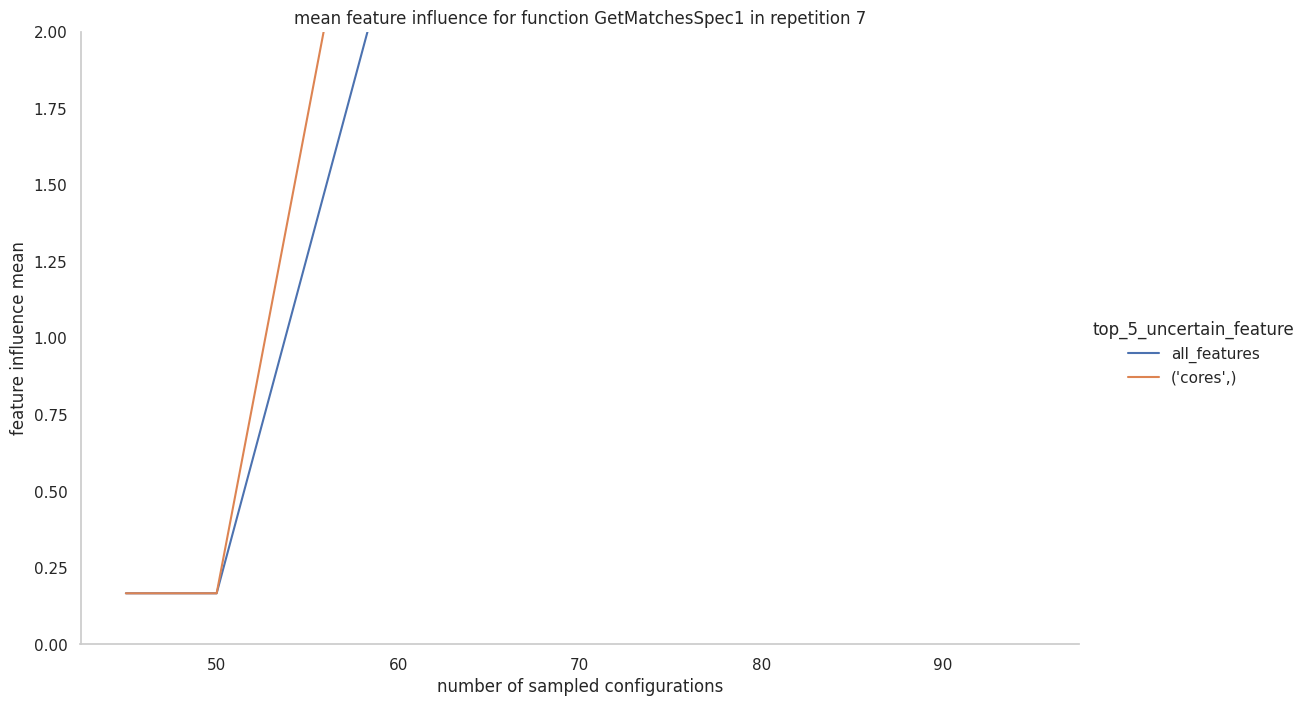 mean feature influence for function GetMatchesSpec1 in repetition 7
2.00
1.75
1.50
1.25
1.00
0.75
0.50
0.25
0.00
feature influence mean
50 60 70 80 90
number of sampled configurations
top_5_uncertain_feature
all_features
('cores',)